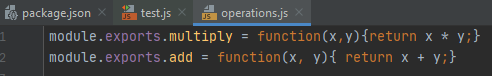 package.json test.js operations.js
1 module.exports.multiply = function(x,y){return x * y;}
2 module.exports.add = function(x, y){ return x + y;}